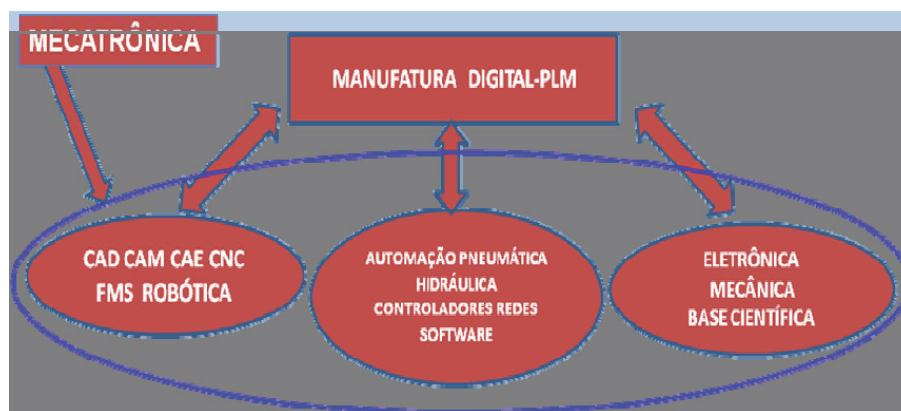 MECATRÔNICA
MANUFATURA DIGITAL-PLM
CAD CAM CAE CNC
FMS ROBÓTICA
AUTOMAÇÃO PNEUMÁTICA
HIDRÁULICA
CONTROLADORES REDES
SOFTWARE
ELETRÔNICA
MECÂNICA
BASE CIENTÍFICA